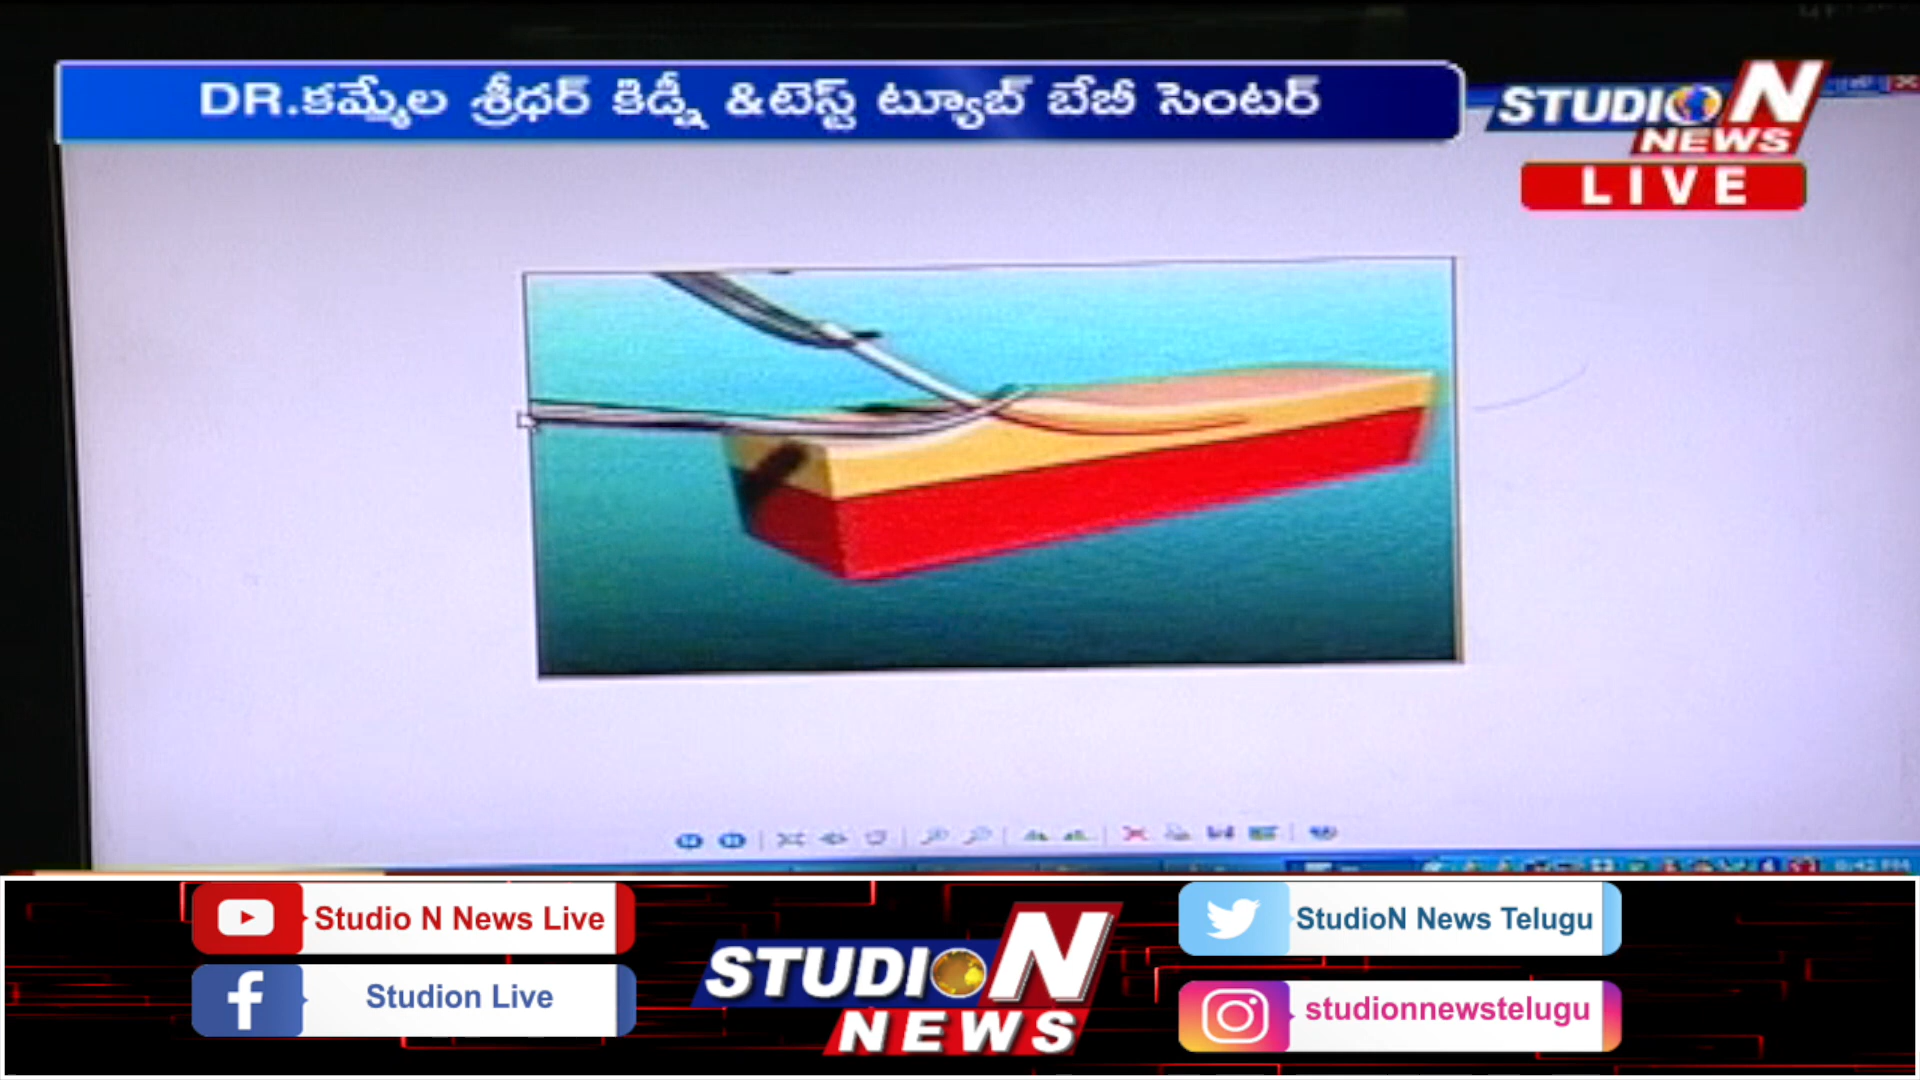 DR.కమ్మేల శ్రీధర్ కిడ్నీ &టెస్ట్ ట్యూబ్ బేబీ సెంటర్
STUDIO N
NEWS
LIVE
Studio N News Live
Studion Live
STUDIO N
NEWS
StudioN News Telugu
studionnewstelugu